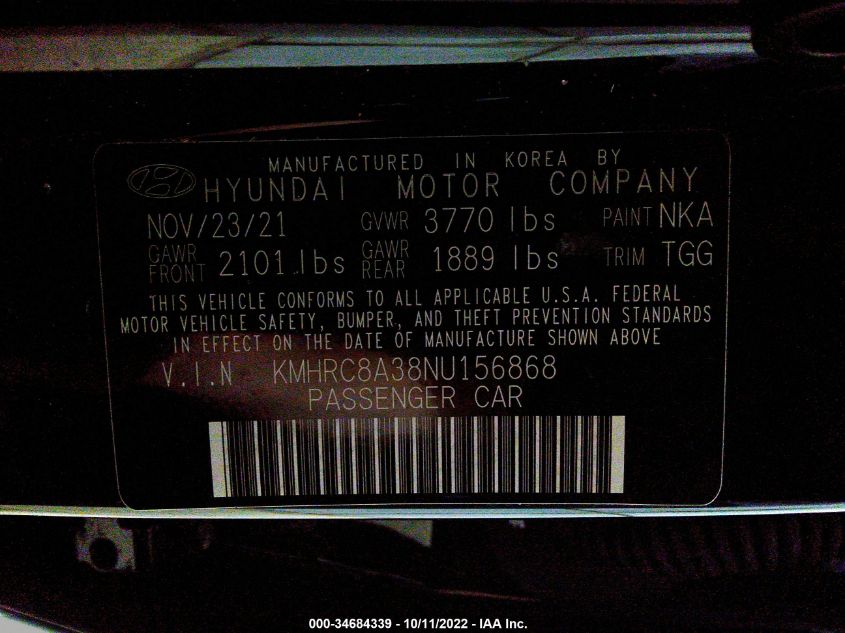 MANUFACTURED IN KOREA BY
HYUNDAI MOTOR COMPANY
NOV/23/21 GVWR 3770 lbs PAINT NKA
GAWR FRONT 2101 lbs GAWR REAR 1889 lbs TRIM TGG
THIS VEHICLE CONFORMS TO ALL APPLICABLE U.S.A. FEDERAL
MOTOR VEHICLE SAFETY, BUMPER, AND THEFT PREVENTION STANDARDS
IN EFFECT ON THE DATE OF MANUFACTURE SHOWN ABOVE
V.I.N KMHRC8A38NU156868
PASSENGER CAR
000-34684339 - 10/11/2022 - IAA Inc.